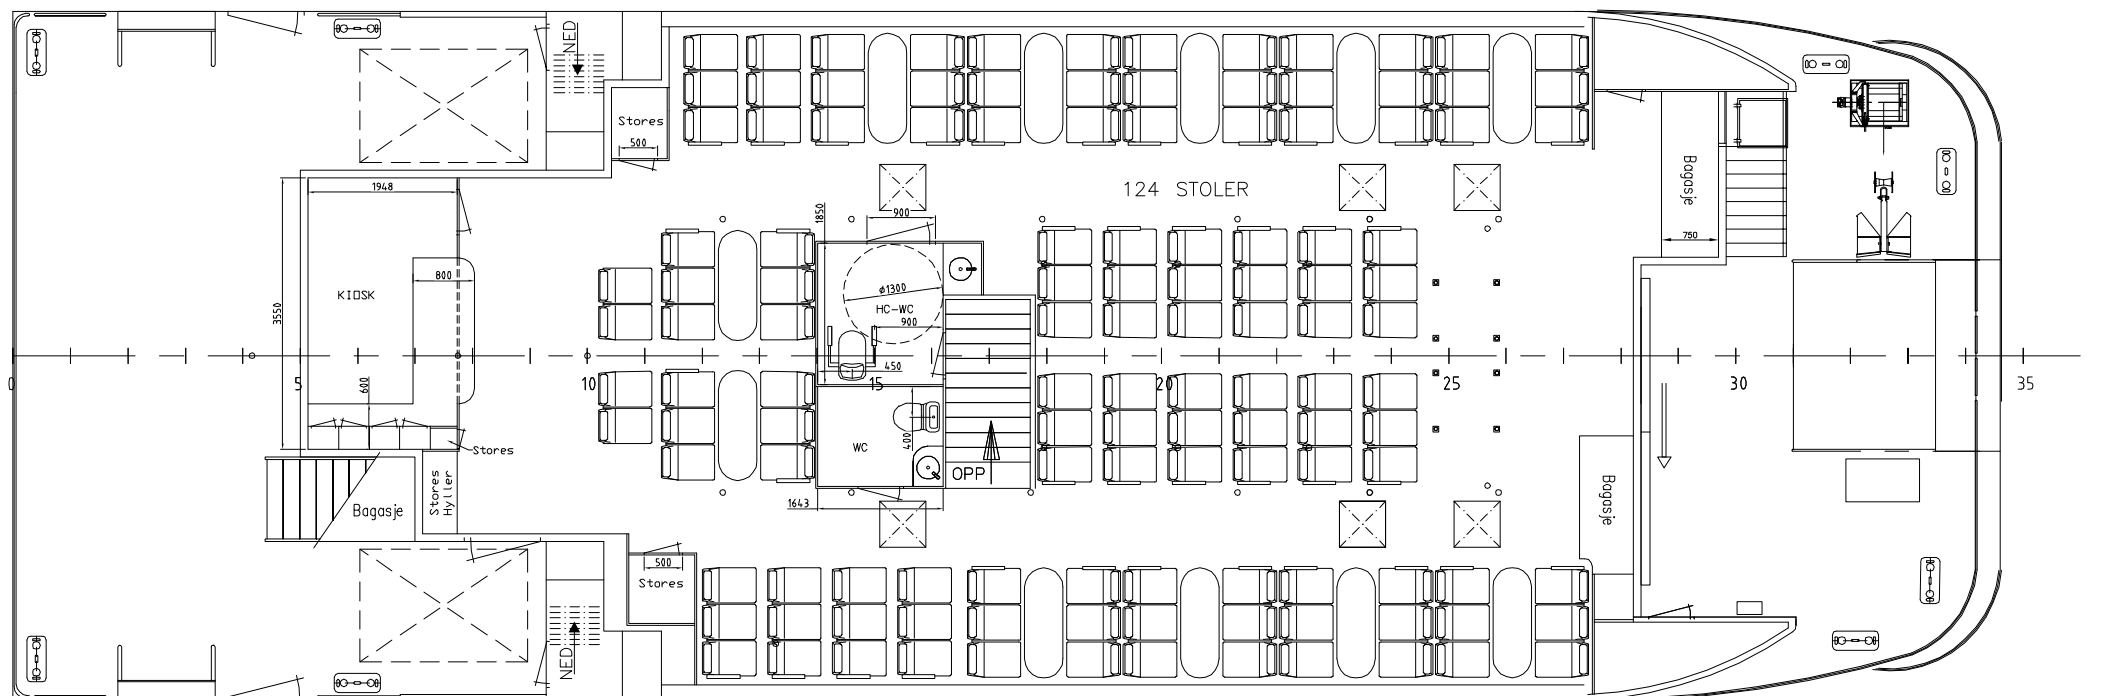 NED
Stores
500
1948
124 STOLER
Bagasje
750
1850
900
3550
800
KIOSK
ø1300
HC-WC
900
600
450
0
5
10
15
20
25
30
35
Stores
WC
400
OPP
Stores
Hyller
Bagasje
1643
Bagasje
500
Stores
NED